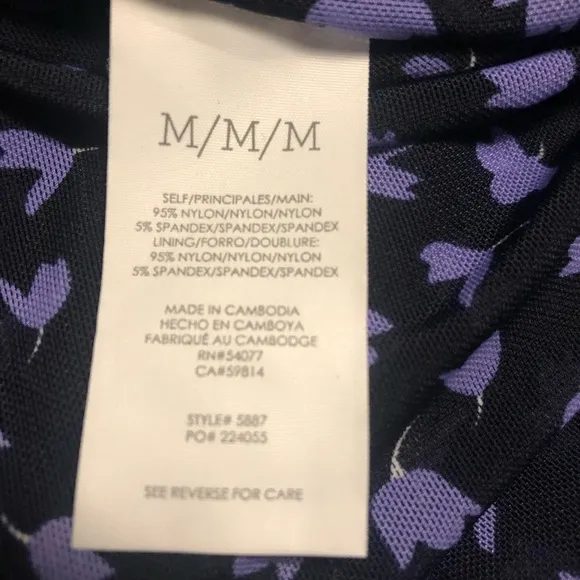 M/M/M
SELF/PRINCIPALES/MAIN:
95% NYLON/NYLON/NYLON
5% SPANDEX/SPANDEX/SPANDEX
LINING/FORRO/DOUBLURE:
95% NYLON/NYLON/NYLON
5% SPANDEX/SPANDEX/SPANDEX
MADE IN CAMBODIA
HECHO EN CAMBOYA
FABRIQUÉ AU CAMBODGE
RN#54077
CA#59814
STYLE# 5887
PO# 224055
SEE REVERSE FOR CARE